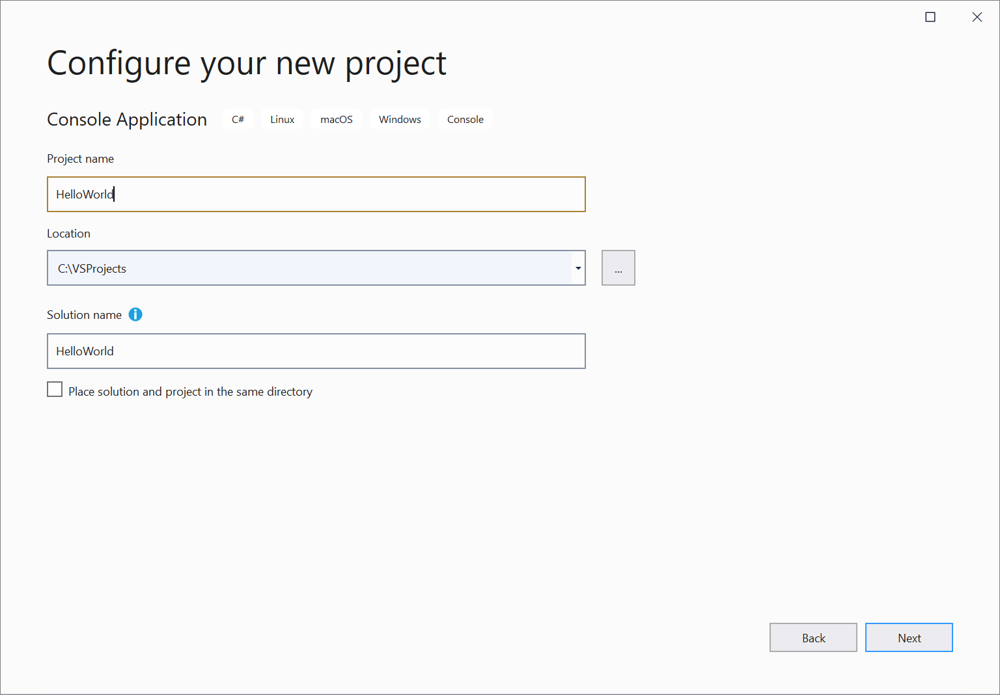 Configure your new project
Console Application C# Linux macOS Windows Console
Project name
HelloWorld
Location
C:\VSProjects
...
Solution name i
HelloWorld
Place solution and project in the same directory
Back Next